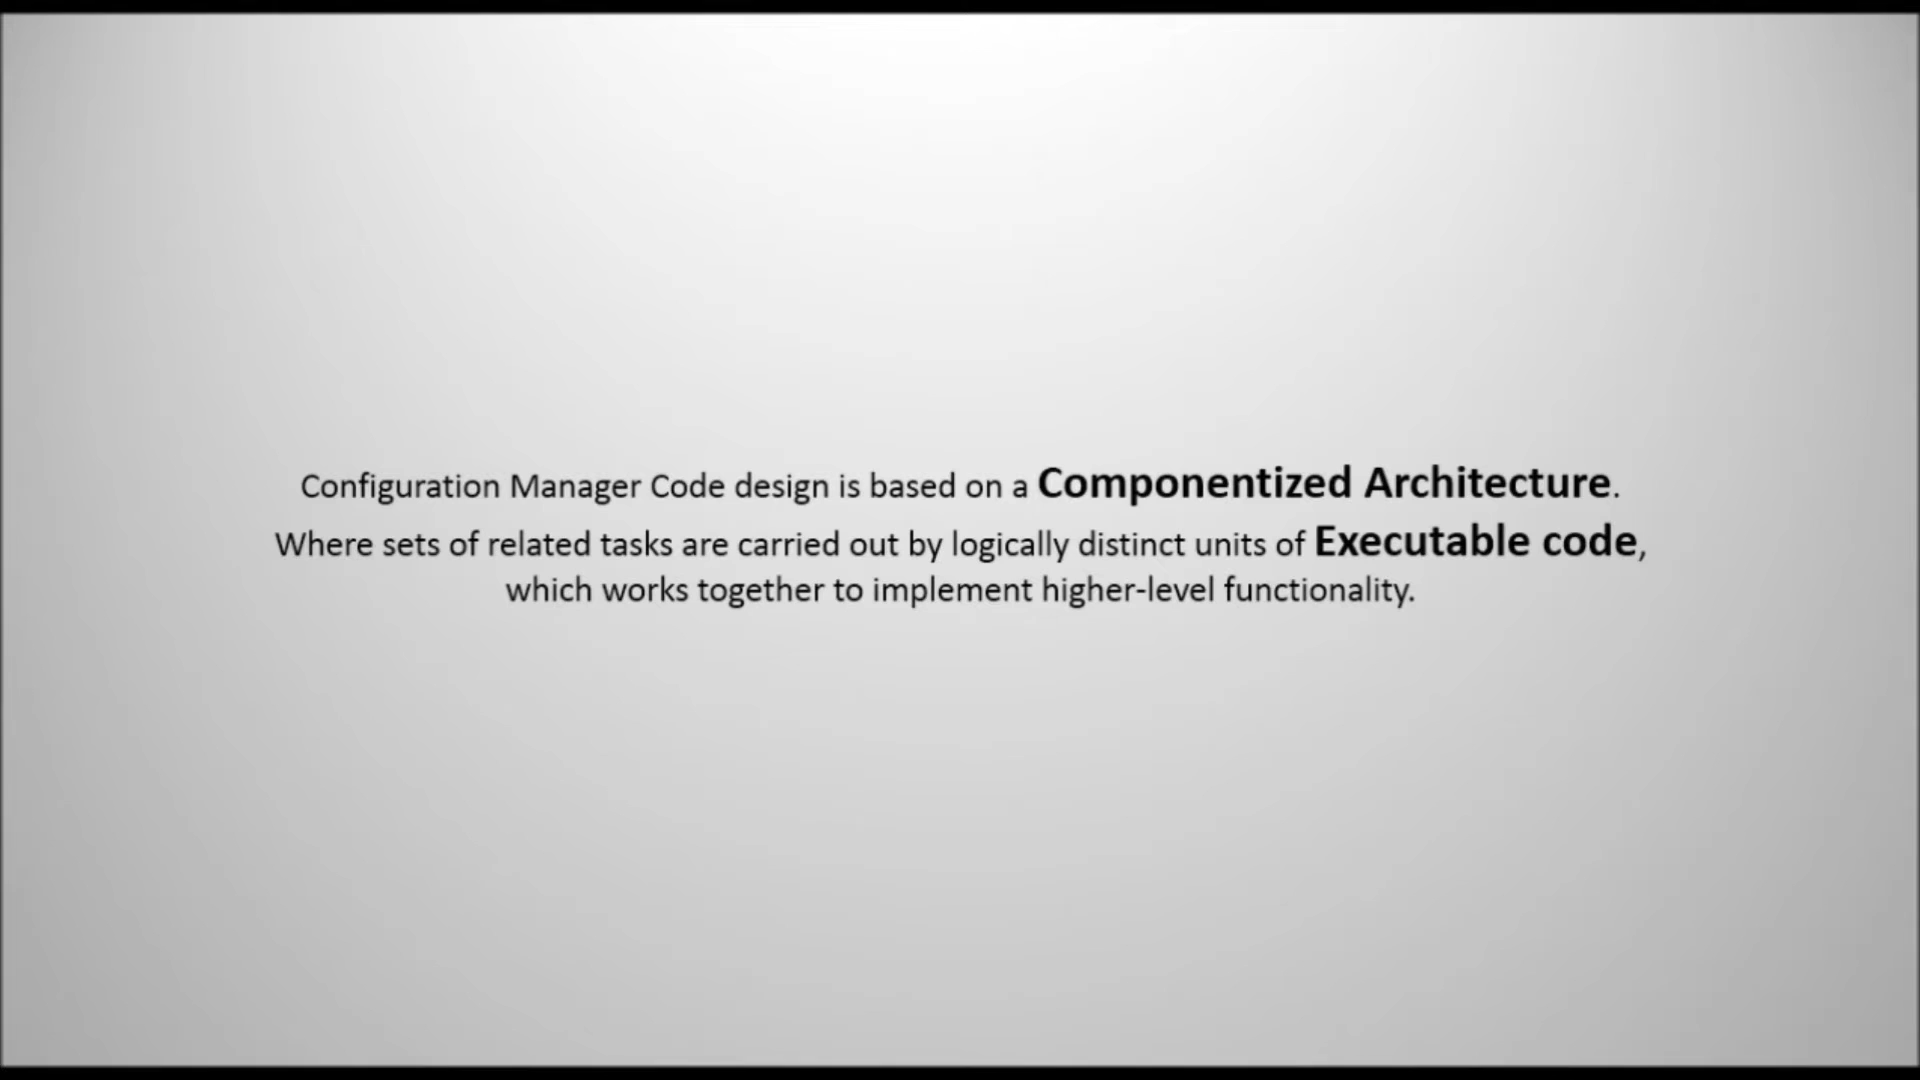 Configuration Manager Code design is based on a Componentized Architecture.
Where sets of related tasks are carried out by logically distinct units of Executable code,
which works together to implement higher-level functionality.